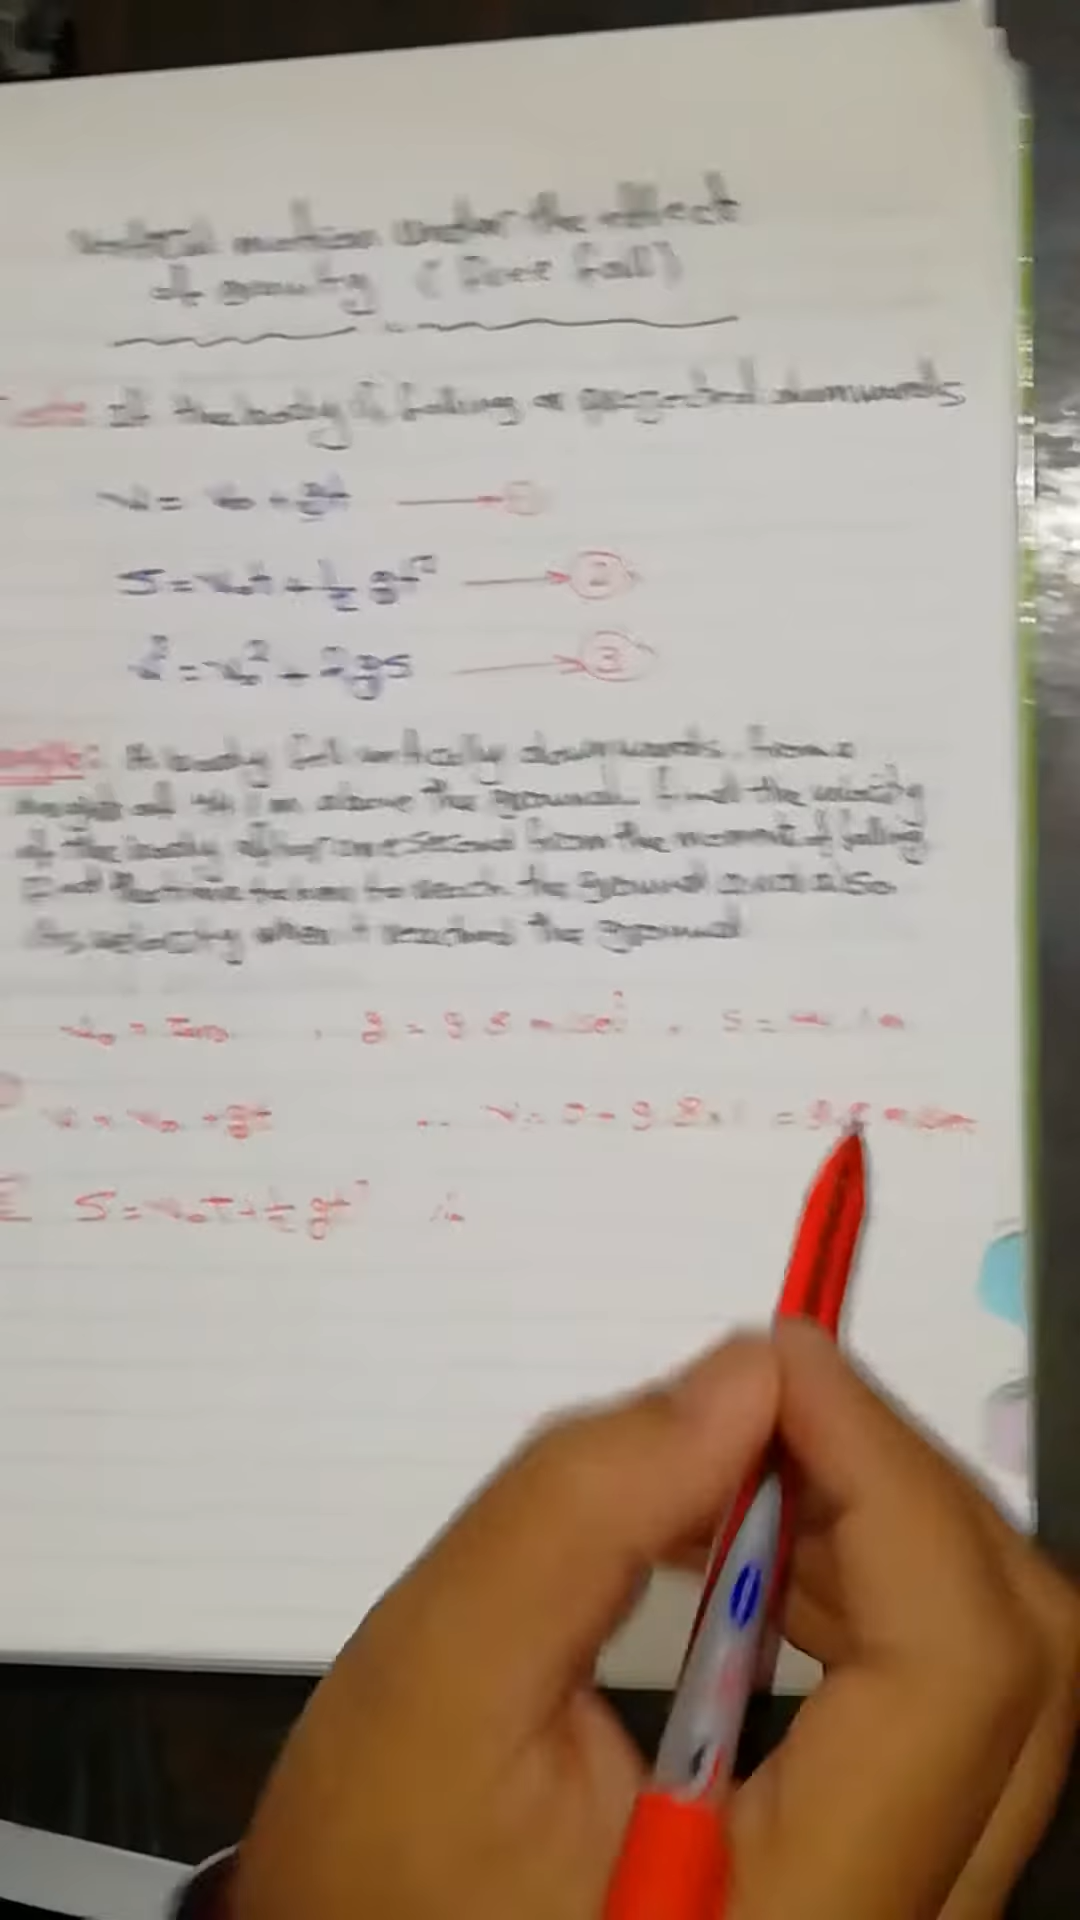 vertical motion under the effect
of gravity (free fall)
If the body is falling or projected downwards
V = V₀ + gt → 1
S = V₀t + ½ gt² → 2
V² = V₀² + 2gs → 3
A body fell vertically downwards from a
height of above the ground. find the velocity
of the body after one second from the moment of falling
Find the time taken to reach the ground and also
its velocity when it reached the ground
V₀ = zero , g = 9.8 m/sec² , S =
V = V₀ + gt ∴ V = 0 + 9.8 × 1 = 9.8 m/sec
S = V₀t + ½ gt²